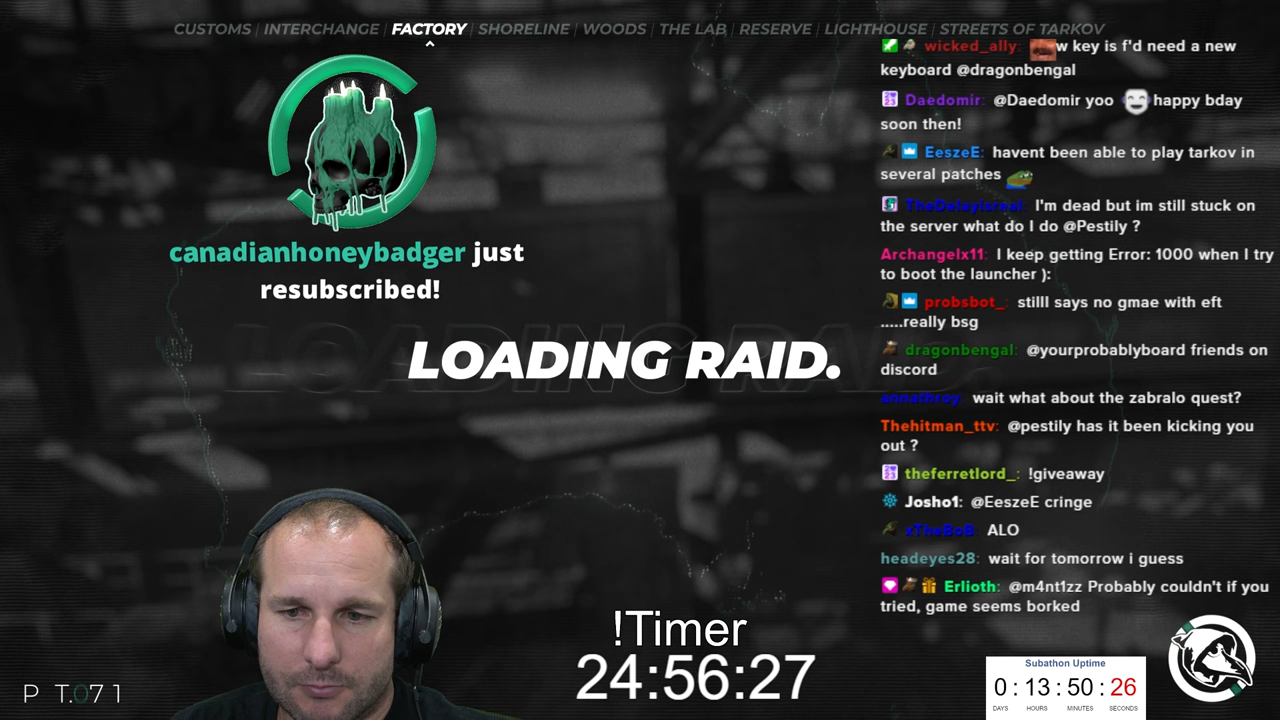 CUSTOMS | INTERCHANGE | FACTORY | SHORELINE | WOODS | THE LAB | RESERVE | LIGHTHOUSE | STREETS OF TARKOV
canadianhoneybadger just
resubscribed!
LOADING RAID.
wicked_ally: w key is f'd need a new
keyboard @dragonbengal
Daedomir: @Daedomir yoo happy bday
soon then!
EeszeE: havent been able to play tarkov in
several patches
TheDelayisreal: I'm dead but im still stuck on
the server what do I do @Pestily ?
Archangelx11: I keep getting Error: 1000 when I try
to boot the launcher ):
probsbot_: stilll says no gmae with eft
.....really bsg
dragonbengal: @yourprobablyboard friends on
discord
annathroy wait what about the zabralo quest?
Thehitman_ttv: @pestily has it been kicking you
out ?
theferretlord_: !giveaway
Josho1: @EeszeE cringe
xTheBoB: ALO
headeyes28: wait for tomorrow i guess
Erlioth: @m4nt1zz Probably couldn't if you
tried, game seems borked
!Timer
24:56:27
Subathon Uptime
0 : 13 : 50 : 26
DAYS HOURS MINUTES SECONDS
P T.071